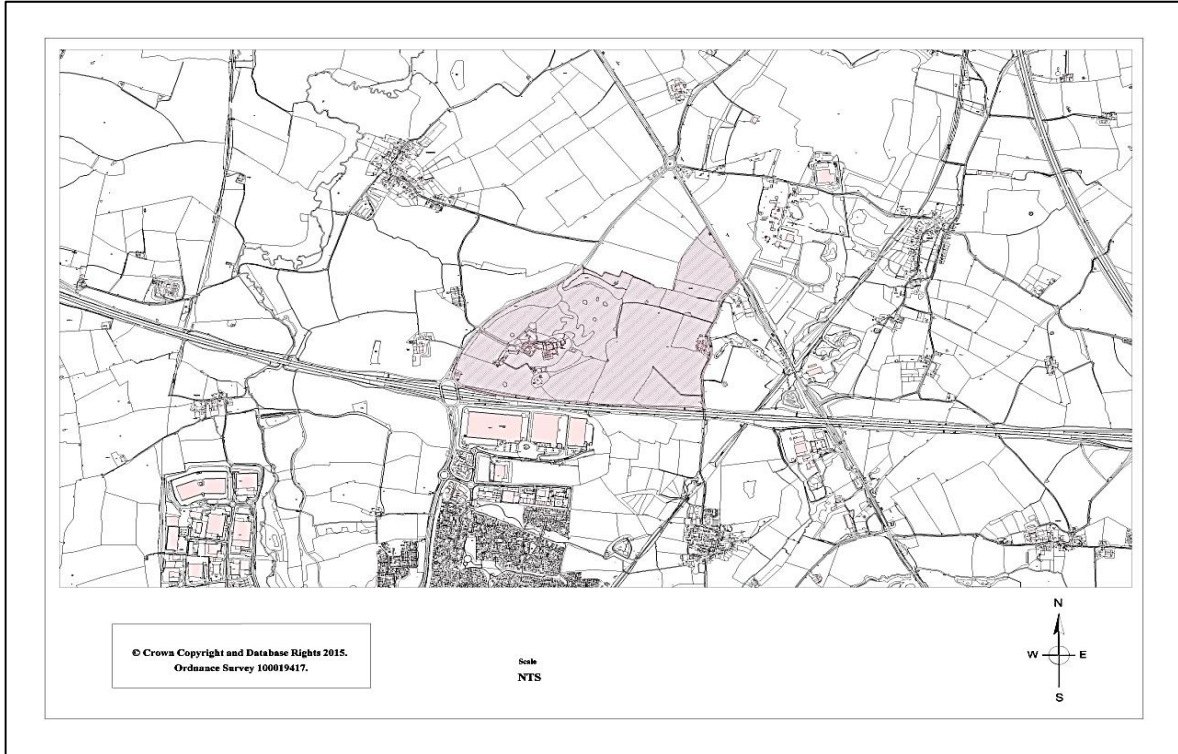 © Crown Copyright and Database Rights 2015.
Ordnance Survey 100019417.
Scale
NTS
N
W E
S